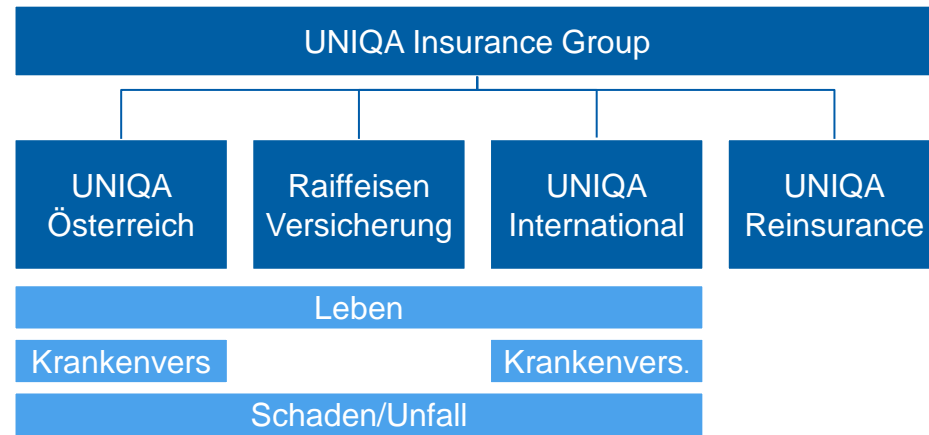 UNIQA Insurance Group
UNIQA
Österreich
Raiffeisen
Versicherung
UNIQA
International
UNIQA
Reinsurance
Leben
Krankenvers
Krankenvers.
Schaden/Unfall